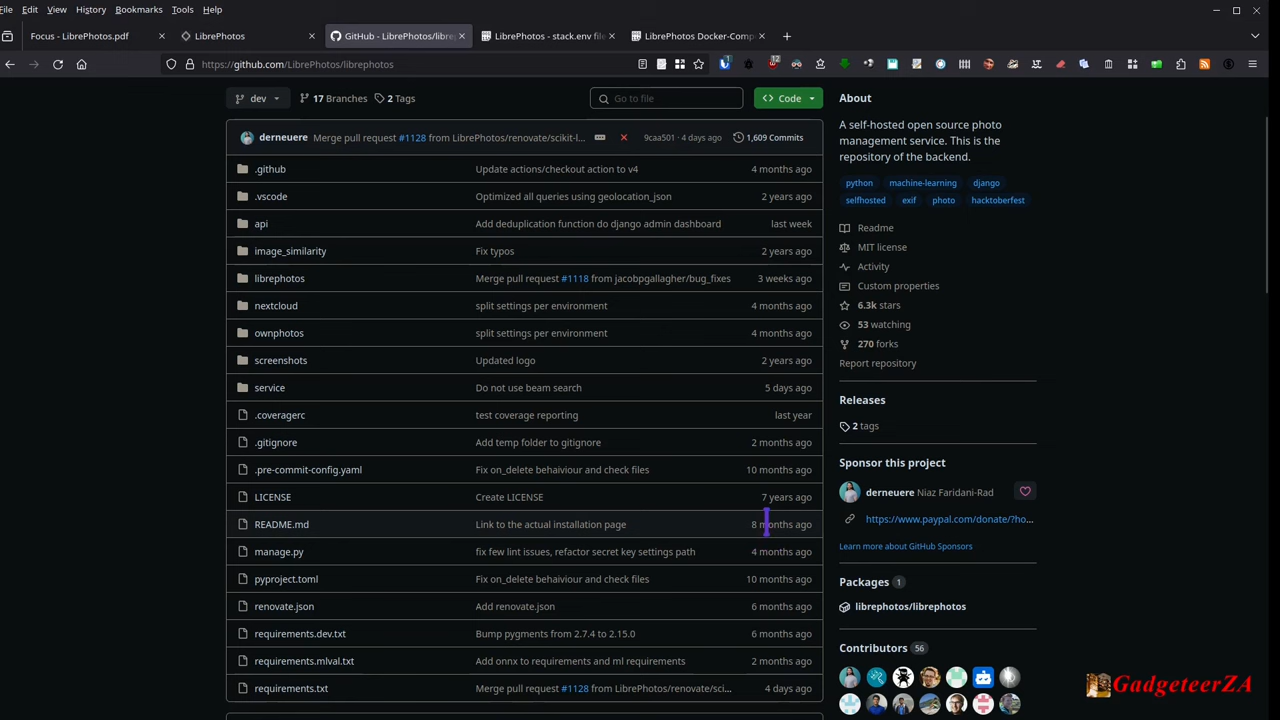 File Edit View History Bookmarks Tools Help
Focus - LibrePhotos.pdf
LibrePhotos
GitHub - LibrePhotos/libre
LibrePhotos - stack.env fil
LibrePhotos Docker-Comp
https://github.com/LibrePhotos/librephotos
12
dev
17 Branches
2 Tags
Go to file
Code
derneuere Merge pull request #1128 from LibrePhotos/renovate/scikit-l... 9caa501 · 4 days ago 1,609 Commits
.github Update actions/checkout action to v4 4 months ago
.vscode Optimized all queries using geolocation_json 2 years ago
api Add deduplication function do django admin dashboard last week
image_similarity Fix typos 2 years ago
librephotos Merge pull request #1118 from jacobpgallagher/bug_fixes 3 weeks ago
nextcloud split settings per environment 4 months ago
ownphotos split settings per environment 4 months ago
screenshots Updated logo 2 years ago
service Do not use beam search 5 days ago
.coveragerc test coverage reporting last year
.gitignore Add temp folder to gitignore 2 months ago
.pre-commit-config.yaml Fix on_delete behaiviour and check files 10 months ago
LICENSE Create LICENSE 7 years ago
README.md Link to the actual installation page 8 months ago
manage.py fix few lint issues, refactor secret key settings path 4 months ago
pyproject.toml Fix on_delete behaiviour and check files 10 months ago
renovate.json Add renovate.json 6 months ago
requirements.dev.txt Bump pygments from 2.7.4 to 2.15.0 6 months ago
requirements.mlval.txt Add onnx to requirements and ml requirements 2 months ago
requirements.txt Merge pull request #1128 from LibrePhotos/renovate/sci... 4 days ago
About
A self-hosted open source photo
management service. This is the
repository of the backend.
python machine-learning django
selfhosted exif photo hacktoberfest
Readme
MIT license
Activity
Custom properties
6.3k stars
53 watching
270 forks
Report repository
Releases
2 tags
Sponsor this project
derneuere Niaz Faridani-Rad
https://www.paypal.com/donate/?ho...
Learn more about GitHub Sponsors
Packages 1
librephotos/librephotos
Contributors 56
GadgeteerZA